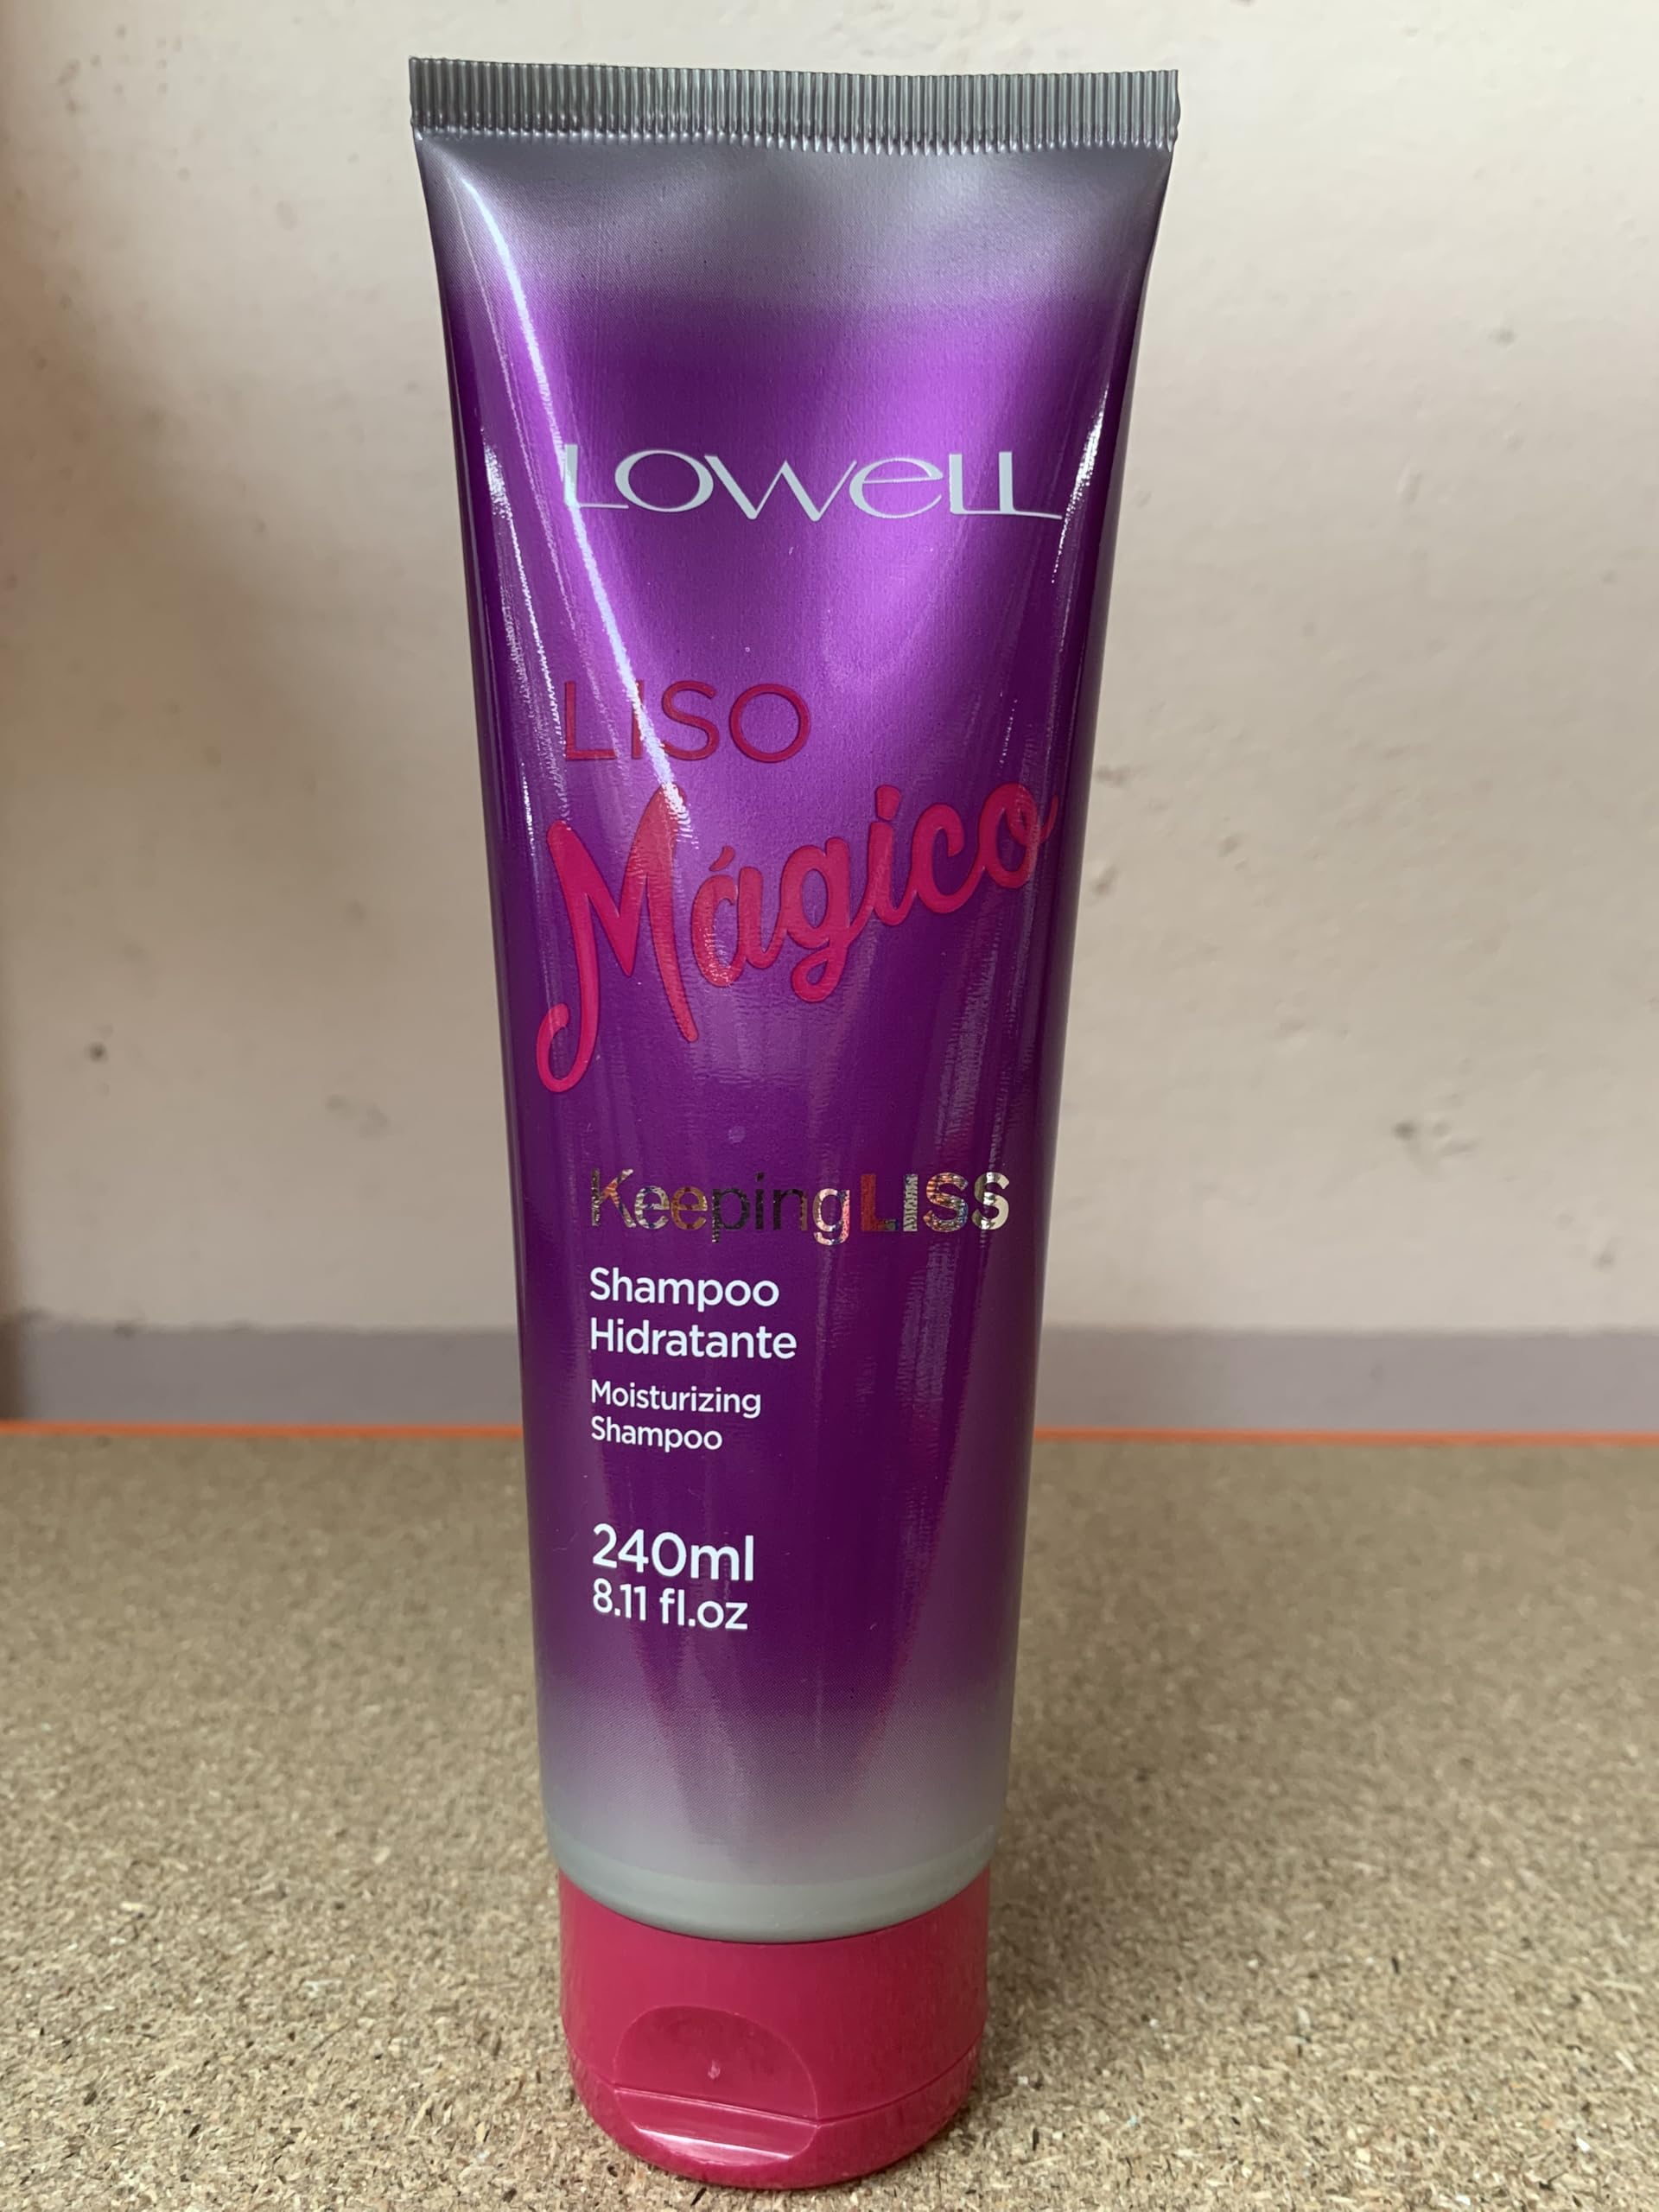 Lowell
LISO
Mágico
KeepingLISS
Shampoo
Hidratante
Moisturizing
Shampoo
240ml
8.11 fl.oz